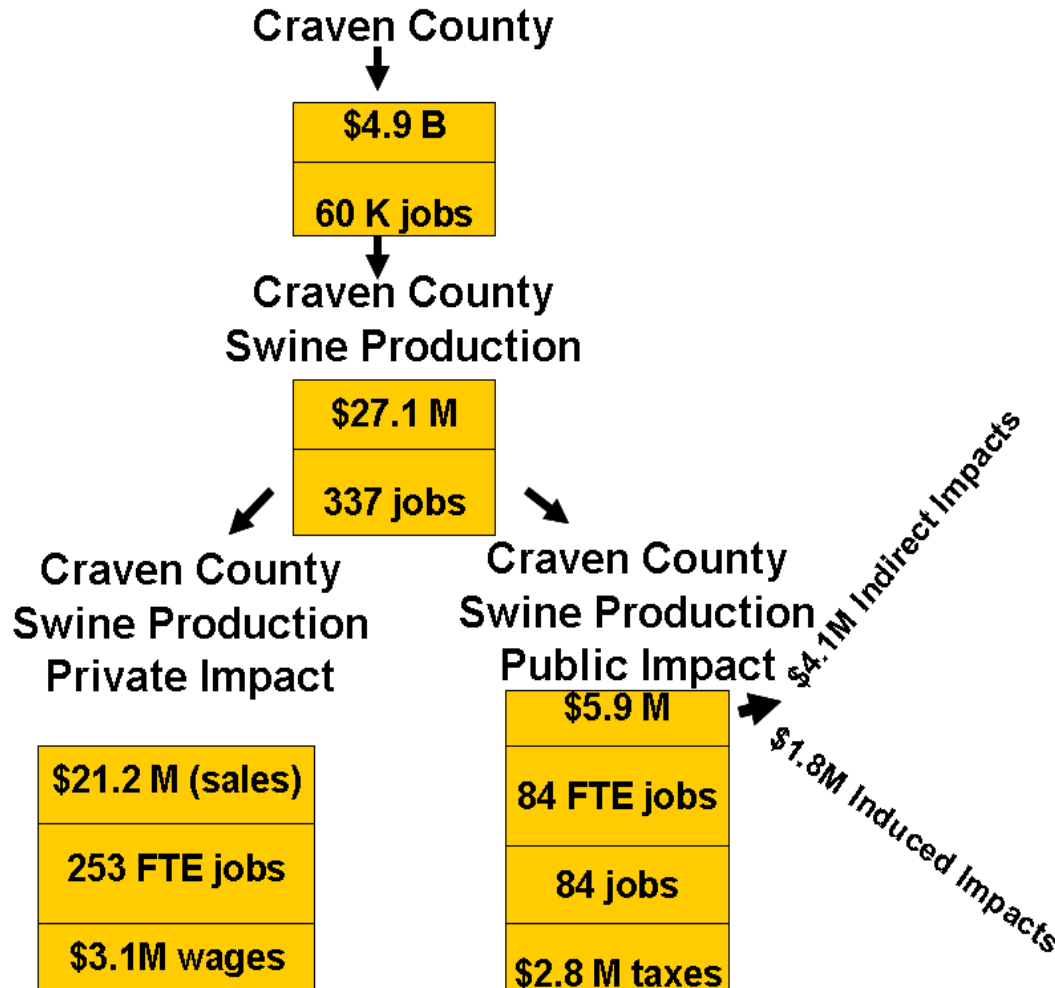 Craven County
$4.9 B
60 K jobs
Craven County
Swine Production
$27.1 M
337 jobs
Craven County
Swine Production
Private Impact
$21.2 M (sales)
253 FTE jobs
$3.1M wages
Craven County
Swine Production
Public Impact
$5.9 M
84 FTE jobs
84 jobs
$2.8 M taxes
$4.1M Indirect Impacts
$1.8M Induced Impacts